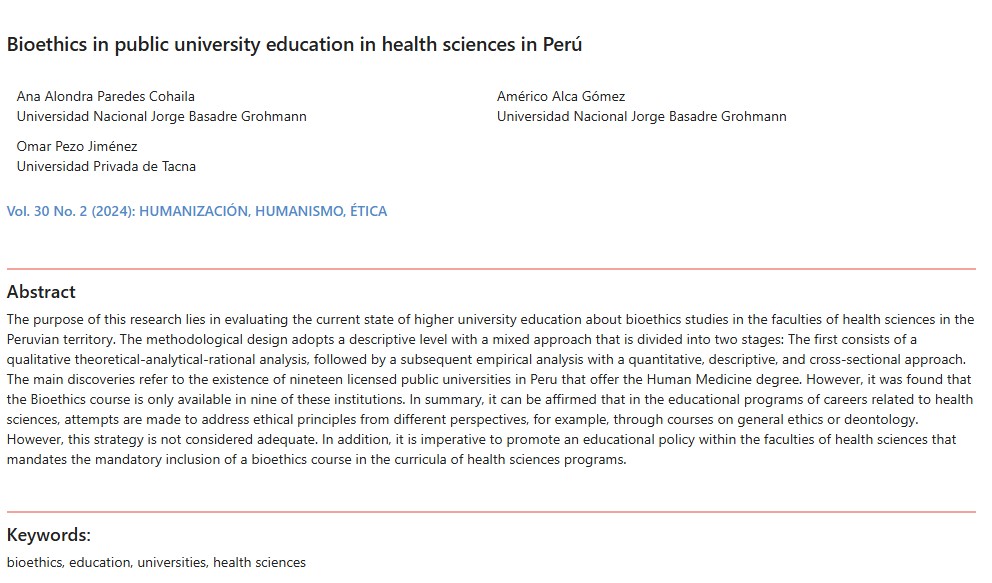 Bioethics in public university education in health sciences in Perú
Ana Alondra Paredes Cohaila
Universidad Nacional Jorge Basadre Grohmann
Américo Alca Gómez
Universidad Nacional Jorge Basadre Grohmann
Omar Pezo Jiménez
Universidad Privada de Tacna
Vol. 30 No. 2 (2024): HUMANIZACIÓN, HUMANISMO, ÉTICA
Abstract
The purpose of this research lies in evaluating the current state of higher university education about bioethics studies in the faculties of health sciences in the
Peruvian territory. The methodological design adopts a descriptive level with a mixed approach that is divided into two stages: The first consists of a
qualitative theoretical-analytical-rational analysis, followed by a subsequent empirical analysis with a quantitative, descriptive, and cross-sectional approach.
The main discoveries refer to the existence of nineteen licensed public universities in Peru that offer the Human Medicine degree. However, it was found that
the Bioethics course is only available in nine of these institutions. In summary, it can be affirmed that in the educational programs of careers related to health
sciences, attempts are made to address ethical principles from different perspectives, for example, through courses on general ethics or deontology.
However, this strategy is not considered adequate. In addition, it is imperative to promote an educational policy within the faculties of health sciences that
mandates the mandatory inclusion of a bioethics course in the curricula of health sciences programs.
Keywords:
bioethics, education, universities, health sciences